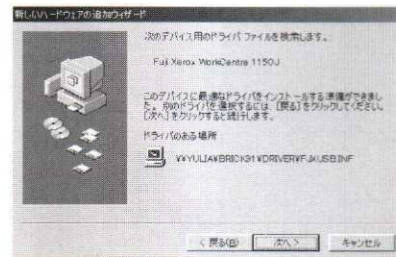 新しいハードウェアの追加ウィザード
次のデバイス用のドライバ ファイルを検索します。
Fuji Xerox WorkCentre 1150J
このデバイスに最適なドライバをインストールする準備ができまし
た。別のドライバを選択するには、[戻る] をクリックしてください。
[次へ] をクリックすると続行します。
ドライバのある場所
¥¥YULIA¥BRICK91¥DRIVER¥FJXUSB.INF
< 戻る(B)
次へ >
キャンセル